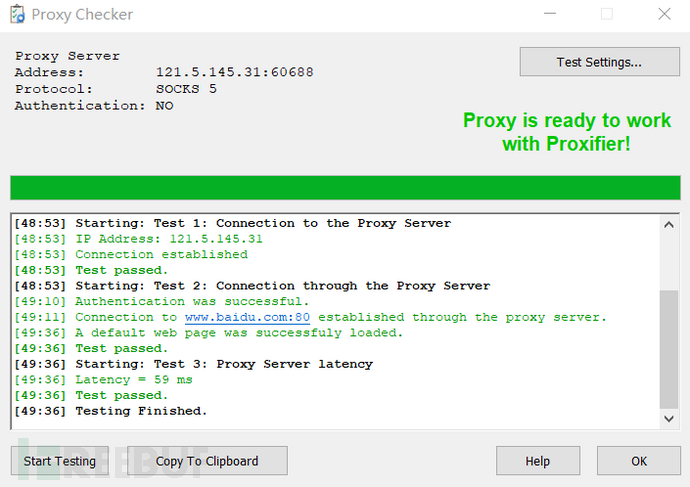 Proxy Checker
Proxy Server
Address: 121.5.145.31:60688
Protocol: SOCKS 5
Authentication: NO
Test Settings...
Proxy is ready to work
with Proxifier!
[48:53] Starting: Test 1: Connection to the Proxy Server
[48:53] IP Address: 121.5.145.31
[48:53] Connection established
[48:53] Test passed.
[48:53] Starting: Test 2: Connection through the Proxy Server
[49:10] Authentication was successful.
[49:11] Connection to www.baidu.com:80 established through the proxy server.
[49:36] A default web page was successfuly loaded.
[49:36] Test passed.
[49:36] Starting: Test 3: Proxy Server latency
[49:36] Latency = 59 ms
[49:36] Test passed.
[49:36] Testing Finished.
Start Testing
Copy To Clipboard
Help
OK
REEBUF